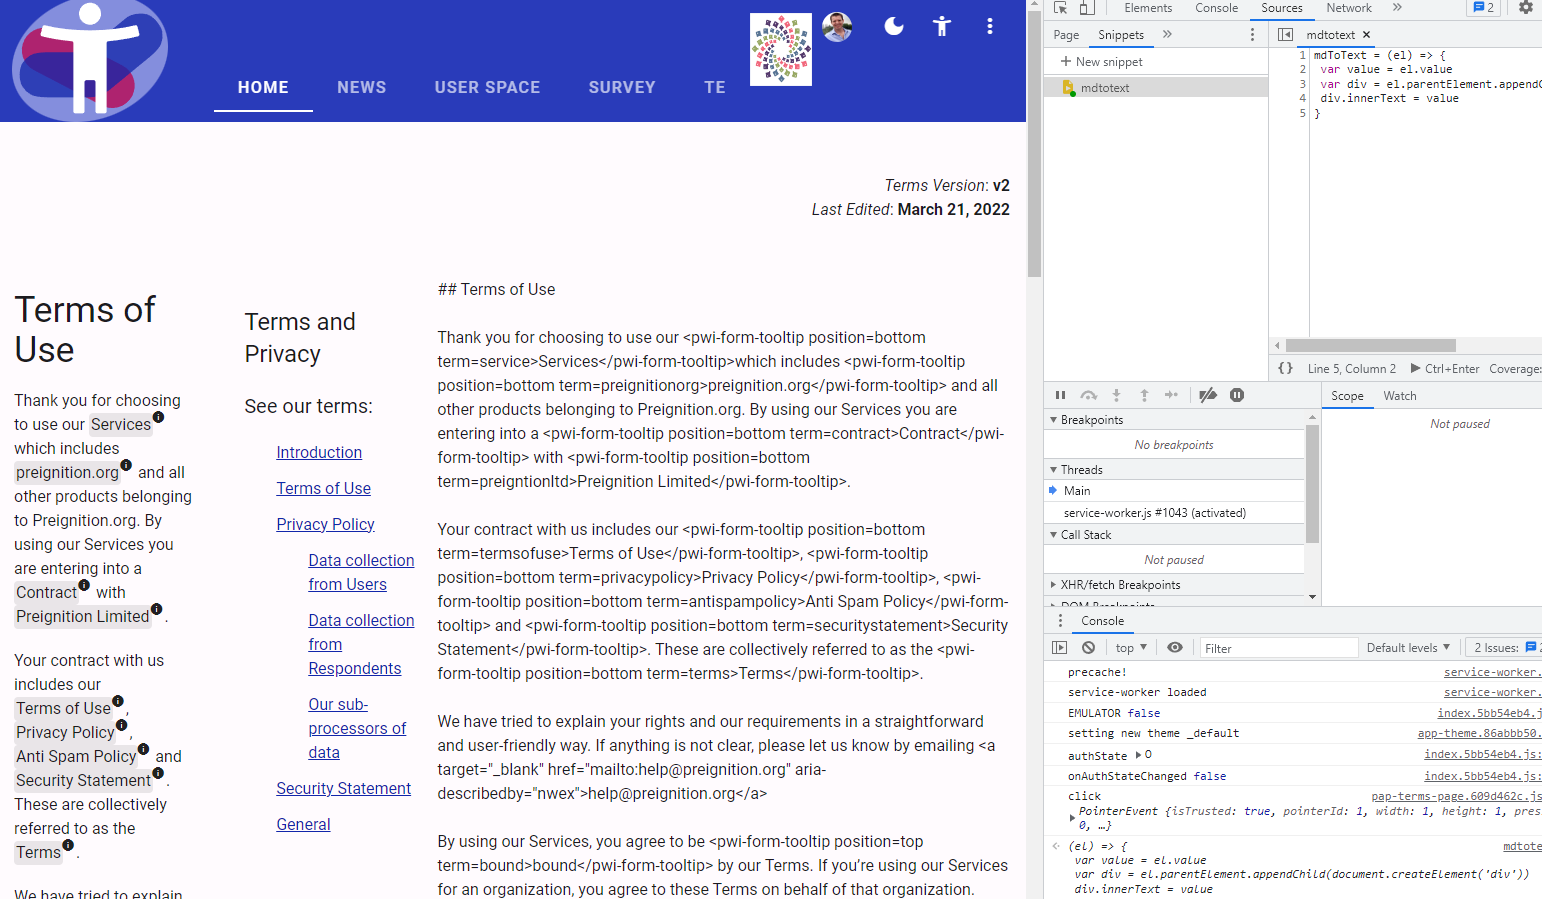 HOME
NEWS
USER SPACE
SURVEY
TE
Terms Version: v2
Last Edited: March 21, 2022
Terms of
Use
Thank you for choosing
to use our Services
which includes
preignition.org and all
other products belonging
to Preignition.org. By
using our Services you
are entering into a
Contract with
Preignition Limited .
Your contract with us
includes our
Terms of Use ,
Privacy Policy ,
Anti Spam Policy and
Security Statement .
These are collectively
referred to as the
Terms .
We have tried to explain
Terms and
Privacy
See our terms:
Introduction
Terms of Use
Privacy Policy
Data collection
from Users
Data collection
from
Respondents
Our sub-
processors of
data
Security Statement
General
## Terms of Use
Thank you for choosing to use our <pwi-form-tooltip position=bottom
term=service>Services</pwi-form-tooltip>which includes <pwi-form-tooltip
position=bottom term=preignitionorg>preignition.org</pwi-form-tooltip> and all
other products belonging to Preignition.org. By using our Services you are
entering into a <pwi-form-tooltip position=bottom term=contract>Contract</pwi-
form-tooltip> with <pwi-form-tooltip position=bottom
term=preigntionltd>Preignition Limited</pwi-form-tooltip>.
Your contract with us includes our <pwi-form-tooltip position=bottom
term=termsofuse>Terms of Use</pwi-form-tooltip>, <pwi-form-tooltip
position=bottom term=privacypolicy>Privacy Policy</pwi-form-tooltip>, <pwi-
form-tooltip position=bottom term=antispampolicy>Anti Spam Policy</pwi-form-
tooltip> and <pwi-form-tooltip position=bottom term=securitystatement>Security
Statement</pwi-form-tooltip>. These are collectively referred to as the <pwi-
form-tooltip position=bottom term=terms>Terms</pwi-form-tooltip>.
We have tried to explain your rights and our requirements in a straightforward
and user-friendly way. If anything is not clear, please let us know by emailing <a
target="_blank" href="mailto:help@preignition.org" aria-
describedby="nwex">help@preignition.org</a>
By using our Services, you agree to be <pwi-form-tooltip position=top
term=bound>bound</pwi-form-tooltip> by our Terms. If you’re using our Services
for an organization, you agree to these Terms on behalf of that organization.
Elements
Console
Sources
Network
2
Page
Snippets
+ New snippet
mdtotext
mdtotext
1 mdToText = (el) => {
2 var value = el.value
3 var div = el.parentElement.appendC
4 div.innerText = value
5 }
{ } Line 5, Column 2 Ctrl+Enter Coverage:
Breakpoints
No breakpoints
Threads
Main
service-worker.js #1043 (activated)
Call Stack
Not paused
XHR/fetch Breakpoints
DOM Breakpoints
Scope
Watch
Not paused
Console
top
Filter
Default levels
2 Issues:
2
precache! service-worker.
service-worker loaded service-worker.
EMULATOR false index.5bb54eb4.j
setting new theme _default app-theme.86abbb50.
authState O index.5bb54eb4.js:
onAuthStateChanged false index.5bb54eb4.js:
click pap-terms-page.609d462c.js
PointerEvent {isTrusted: true, pointerId: 1, width: 1, height: 1, pres
0, …}
(el) => { mdtote
var value = el.value
var div = el.parentElement.appendChild(document.createElement('div'))
div.innerText = value